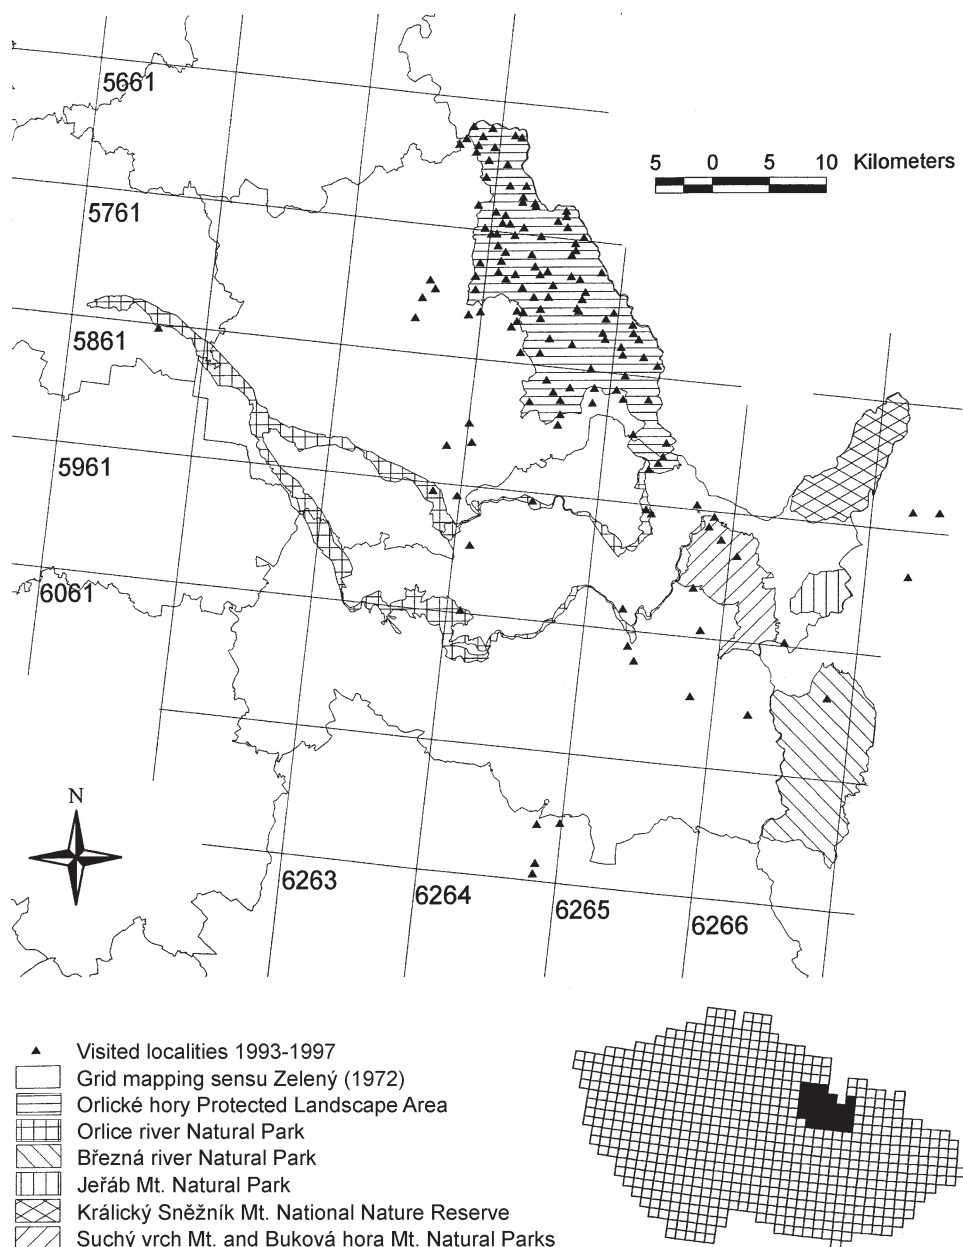 5661
5 0 5 10 Kilometers
5761
5861
5961
6061
N
6263
6264
6265
6266
Visited localities 1993-1997
Grid mapping sensu Zelený (1972)
Orlické hory Protected Landscape Area
Orlice river Natural Park
Březná river Natural Park
Jeřáb Mt. Natural Park
Králický Sněžník Mt. National Nature Reserve
Suchý vrch Mt. and Buková hora Mt. Natural Parks